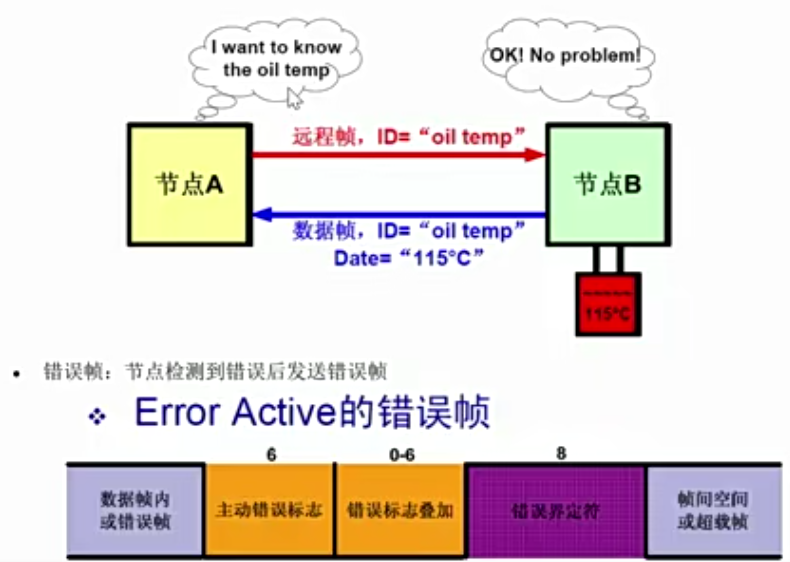 I want to know
the oil temp
OK! No problem!
远程帧，ID=“oil temp”
节点A
节点B
数据帧，ID=“oil temp”
Date=“115°C”
115°C
• 错误帧：节点检测到错误后发送错误帧
❖ Error Active的错误帧
6 0-6 8
数据帧内
或错误帧
主动错误标志
错误标志叠加
错误界定符
帧间空间
或超载帧